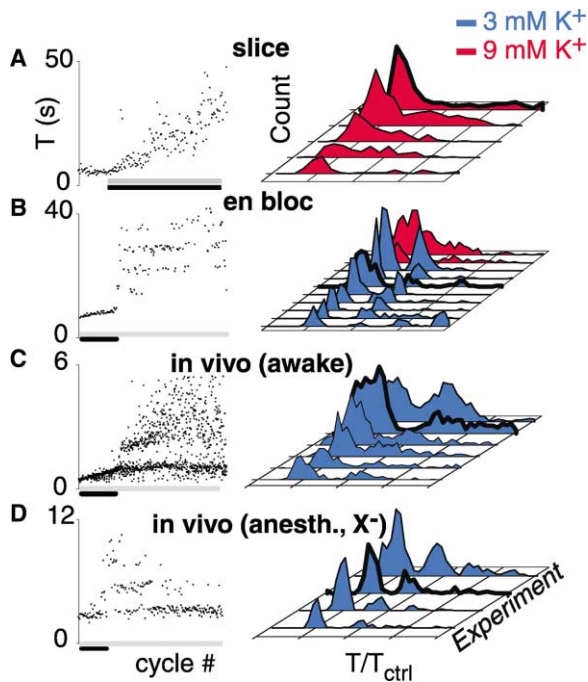 3 mM K+
9 mM K+
A
slice
50
T (s)
0
Count
B
en bloc
40
0
C
in vivo (awake)
6
0
D
in vivo (anesth., X-)
12
0
cycle #
T/Tctrl
Experiment